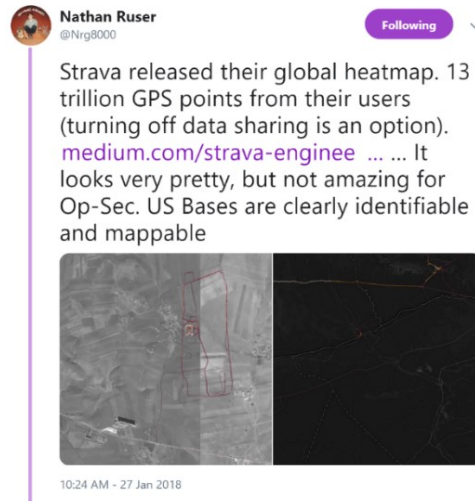 Nathan Ruser
@Nrg8000
Following
Strava released their global heatmap. 13
trillion GPS points from their users
(turning off data sharing is an option).
medium.com/strava-enginee ... ... It
looks very pretty, but not amazing for
Op-Sec. US Bases are clearly identifiable
and mappable
10:24 AM - 27 Jan 2018